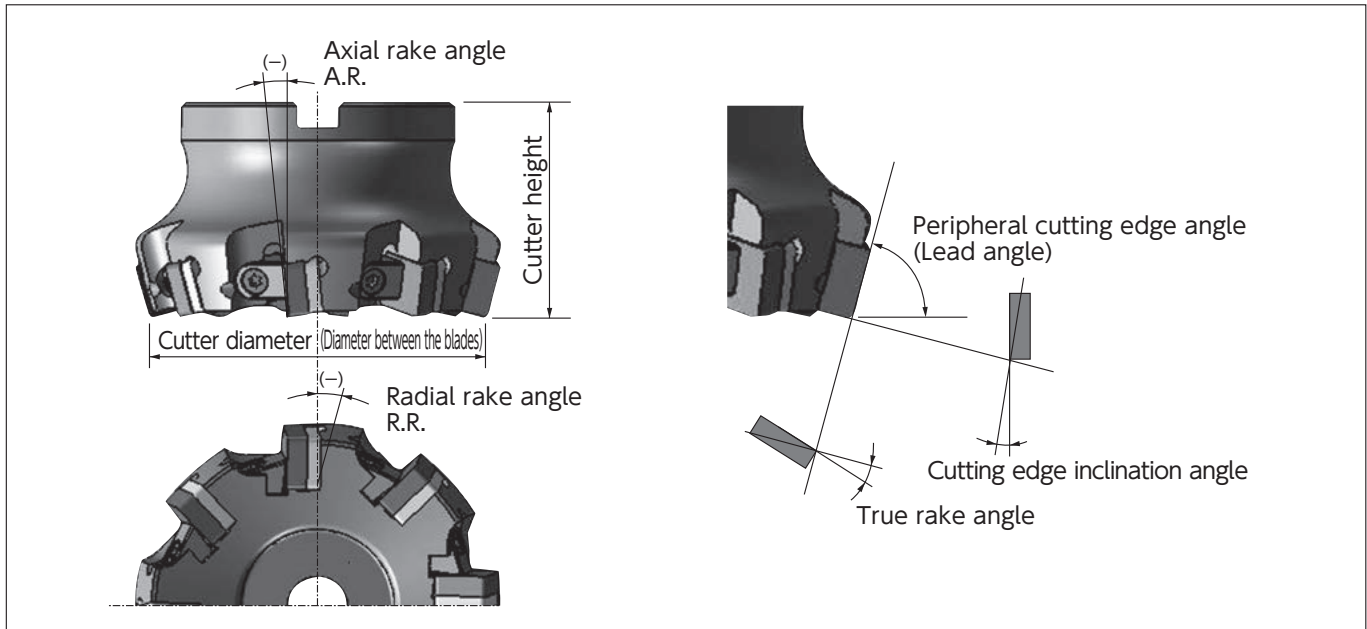 (−)
Axial rake angle
A.R.
Cutter height
Cutter diameter (Diameter between the blades)
(−)
Radial rake angle
R.R.
Peripheral cutting edge angle
(Lead angle)
Cutting edge inclination angle
True rake angle